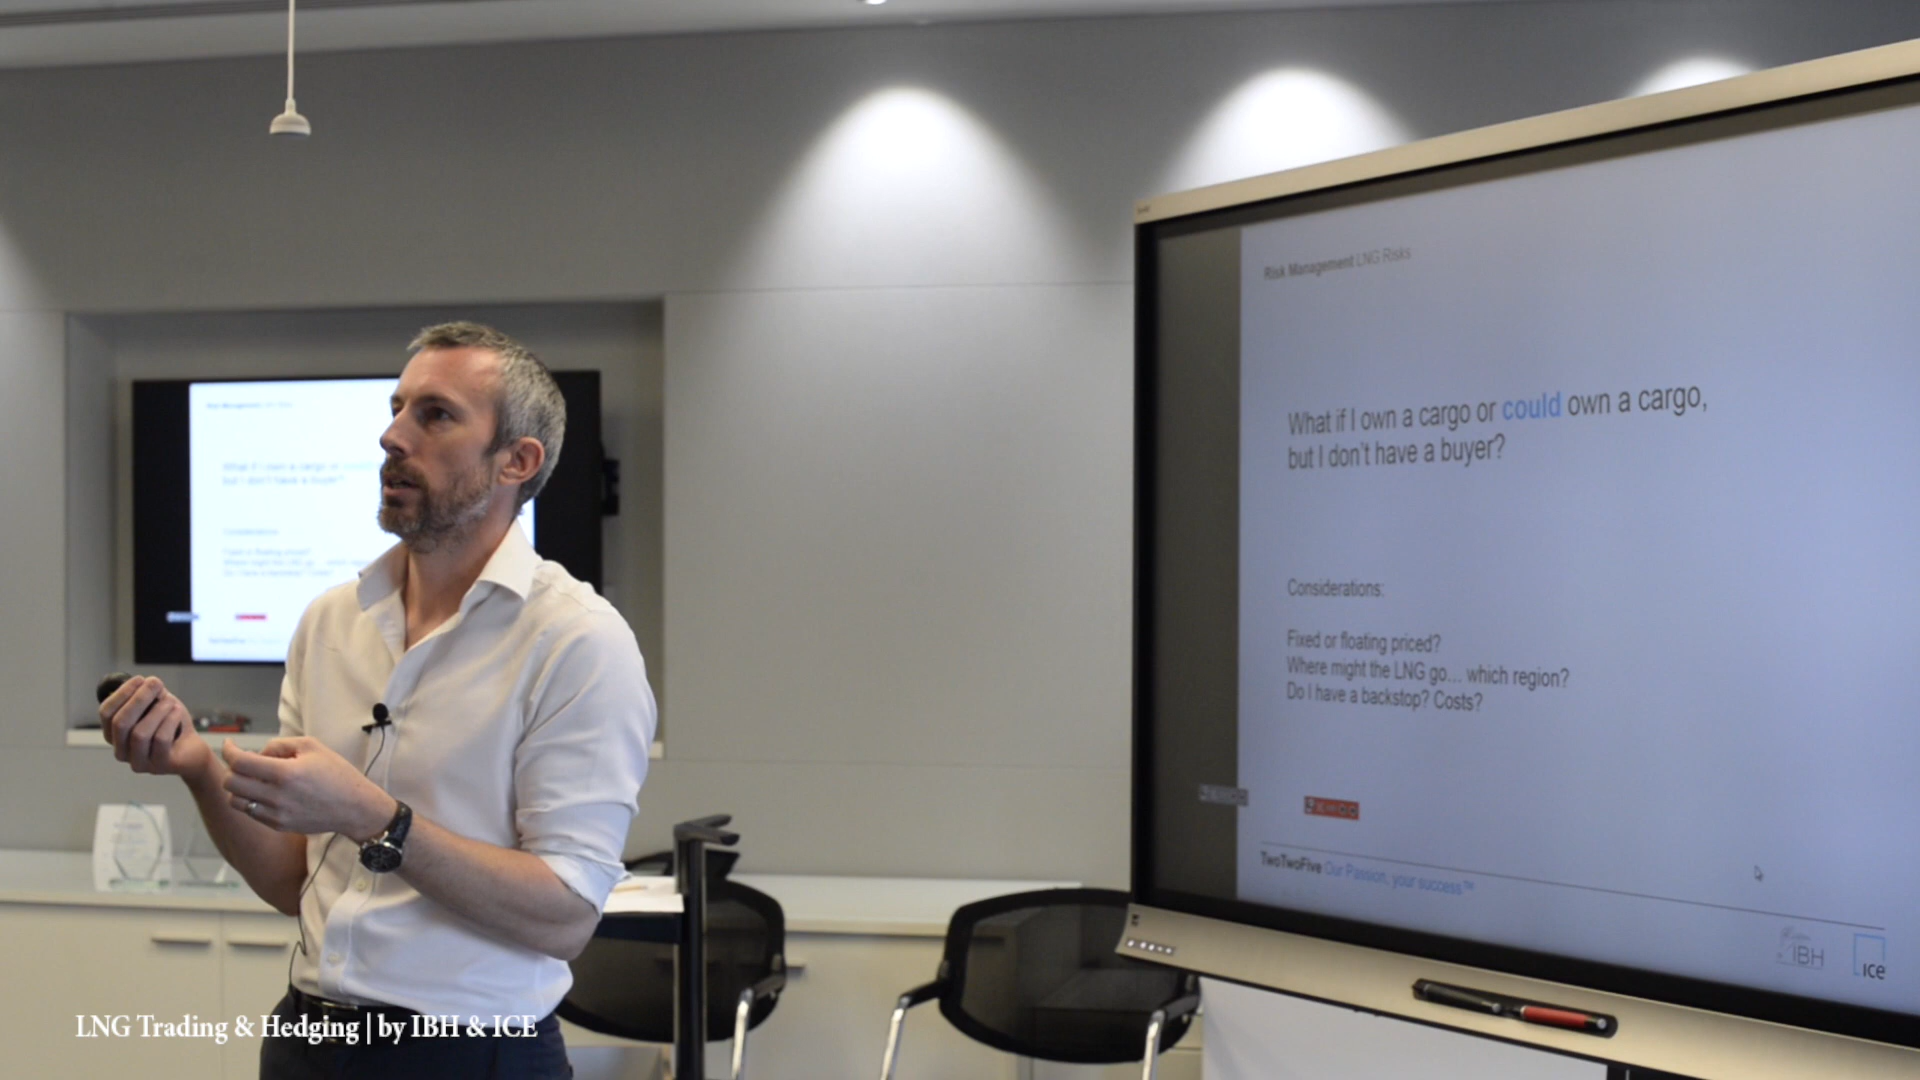 Risk Management LNG Risks
What if I own a cargo or could own a cargo,
but I don't have a buyer?
Considerations:
Fixed or floating priced?
Where might the LNG go... which region?
Do I have a backstop? Costs?
TwoTwoFive Our Passion, your success™
IBH
ice
LNG Trading & Hedging | by IBH & ICE